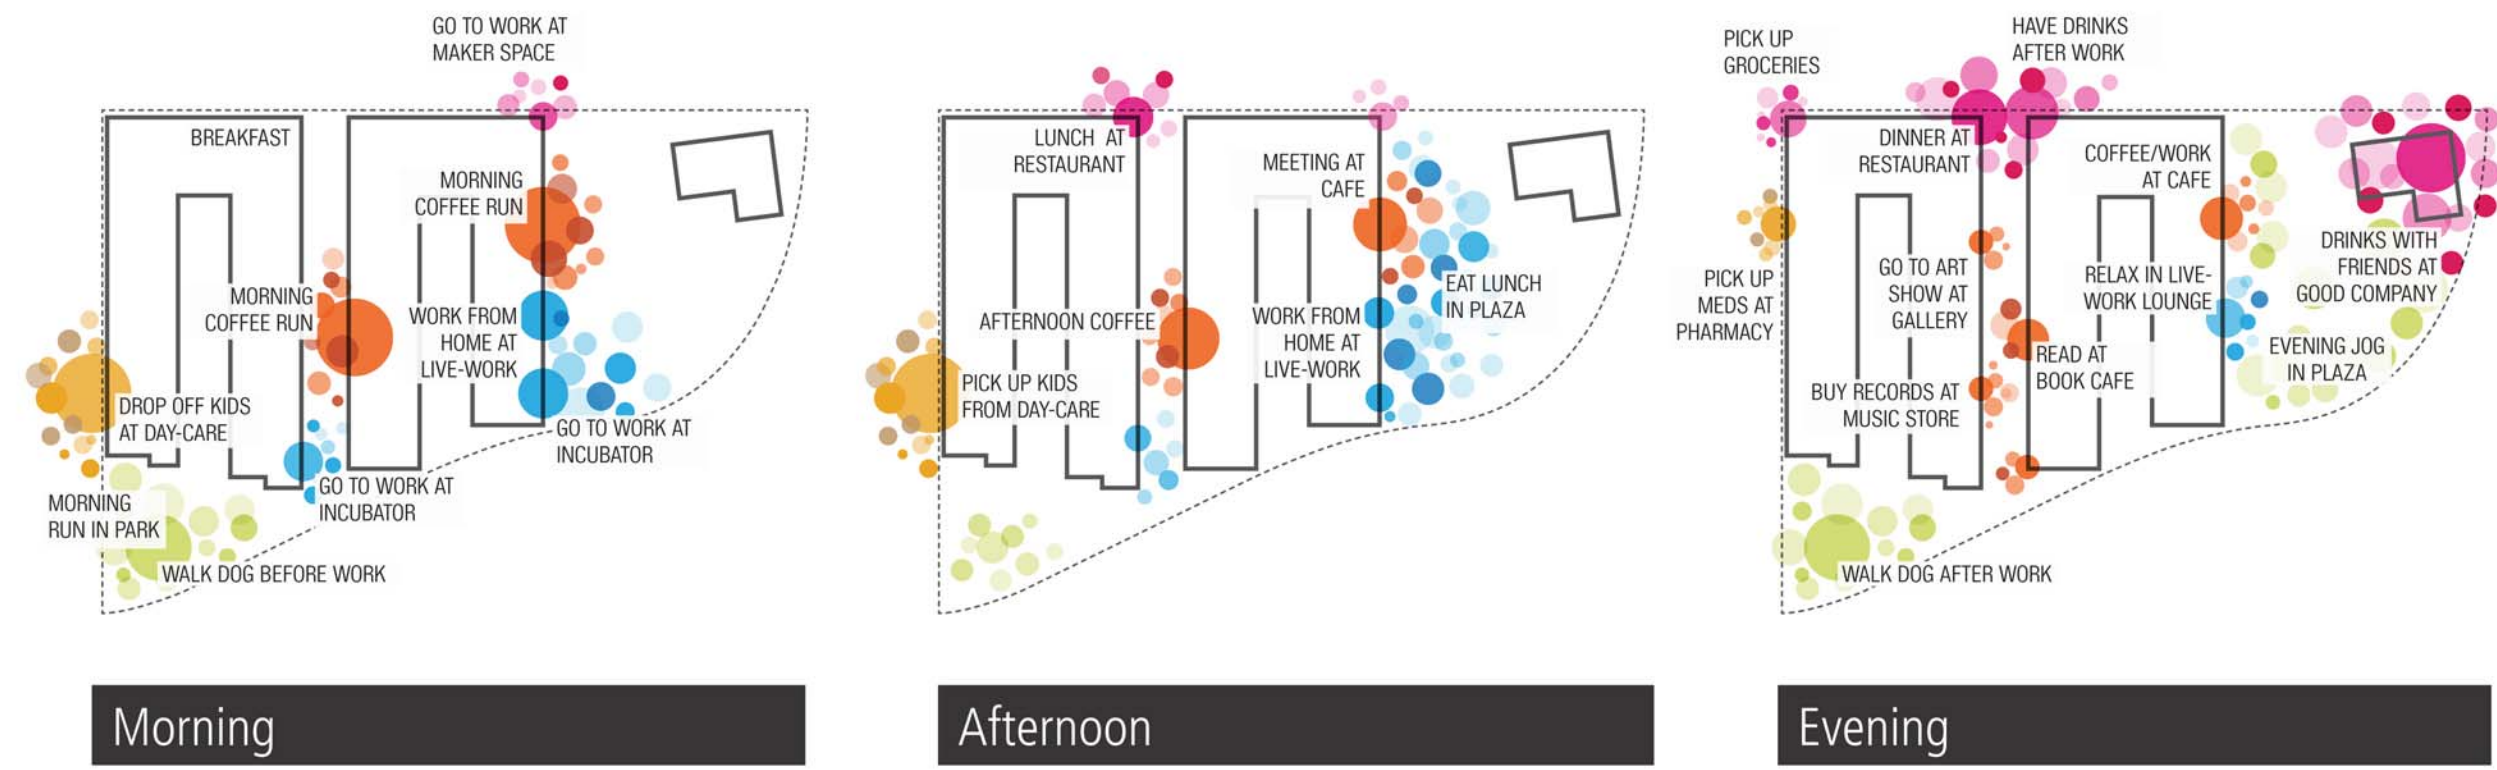 GO TO WORK AT
MAKER SPACE
BREAKFAST
MORNING
COFFEE RUN
MORNING
COFFEE RUN
WORK FROM
HOME AT
LIVE-WORK
DROP OFF KIDS
AT DAY-CARE
GO TO WORK AT
INCUBATOR
GO TO WORK AT
INCUBATOR
MORNING
RUN IN PARK
WALK DOG BEFORE WORK
Morning
LUNCH AT
RESTAURANT
MEETING AT
CAFE
EAT LUNCH
IN PLAZA
AFTERNOON COFFEE
WORK FROM
HOME AT
LIVE-WORK
PICK UP KIDS
FROM DAY-CARE
Afternoon
PICK UP
GROCERIES
HAVE DRINKS
AFTER WORK
DINNER AT
RESTAURANT
COFFEE/WORK
AT CAFE
DRINKS WITH
FRIENDS AT
GOOD COMPANY
PICK UP
MEDS AT
PHARMACY
GO TO ART
SHOW AT
GALLERY
RELAX IN LIVE-
WORK LOUNGE
READ AT
BOOK CAFE
EVENING JOG
IN PLAZA
BUY RECORDS AT
MUSIC STORE
WALK DOG AFTER WORK
Evening